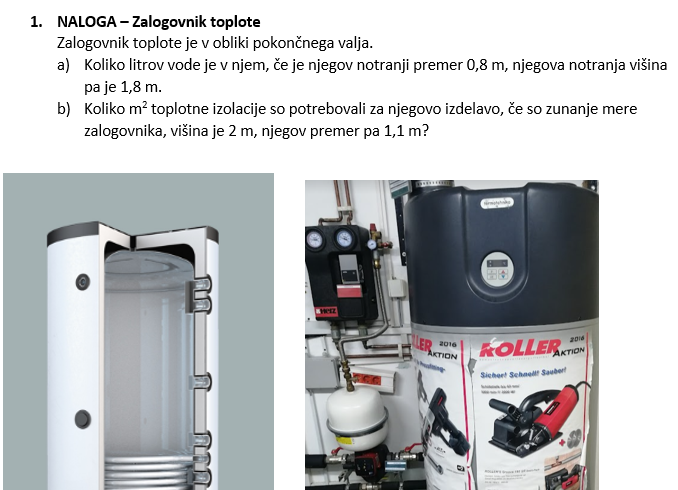 1. NALOGA – Zalogovnik toplote
Zalogovnik toplote je v obliki pokončnega valja.
a) Koliko litrov vode je v njem, če je njegov notranji premer 0,8 m, njegova notranja višina
pa je 1,8 m.
b) Koliko m² toplotne izolacije so potrebovali za njegovo izdelavo, če so zunanje mere
zalogovnika, višina je 2 m, njegov premer pa 1,1 m?
HERZ
LLER 2016
AKTION
ROLLER 2016
AKTION
Sicher! Schnell! Sauber!